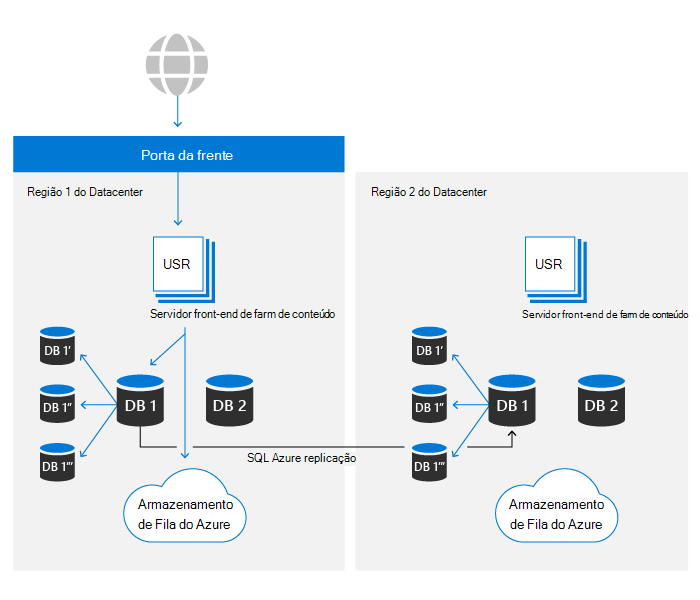 Porta da frente
Região 1 do Datacenter
USR
Servidor front-end de farm de conteúdo
DB 1'
DB 1''
DB 1'''
DB 1
DB 2
Armazenamento
de Fila do Azure
SQL Azure replicação
Região 2 do Datacenter
USR
Servidor front-end de farm de conteúdo
DB 1'
DB 1''
DB 1'''
DB 1
DB 2
Armazenamento
de Fila do Azure